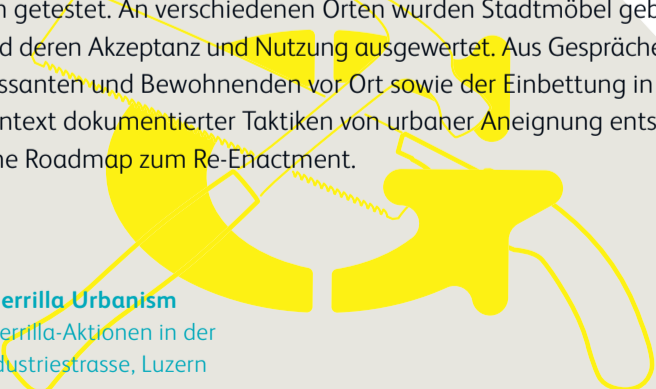 n getestet. An verschiedenen Orten wurden Stadtmöbel geb
d deren Akzeptanz und Nutzung ausgewertet. Aus Gespräche
ssanten und Bewohnenden vor Ort sowie der Einbettung in
ntext dokumentierter Taktiken von urbaner Aneignung ents
ne Roadmap zum Re-Enactment.
errilla Urbanism
errilla-Aktionen in der
dustriestrasse, Luzern